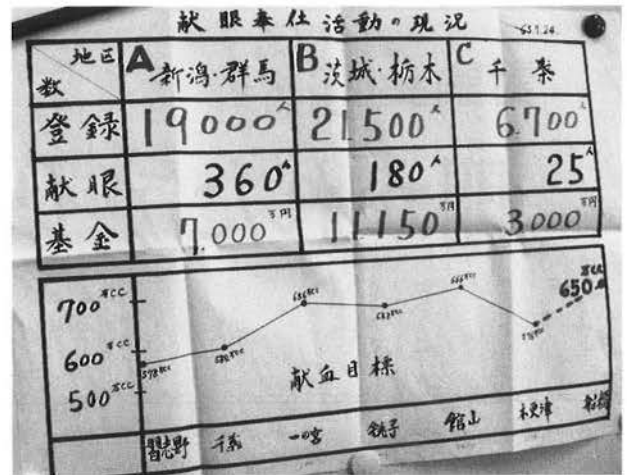 献眼奉仕活動の現況
地区 数 A 新潟・群馬 B 茨城・栃木 C 千葉
登録 19000人 21.500人 6.700人
献眼 360人 180人 25人
基金 7.000万円 11150万円 3000万円
700万CC
650万CC
600万CC
500万CC
献血目標
習志野 千葉 一の宮 銚子 館山 木更津 船橋